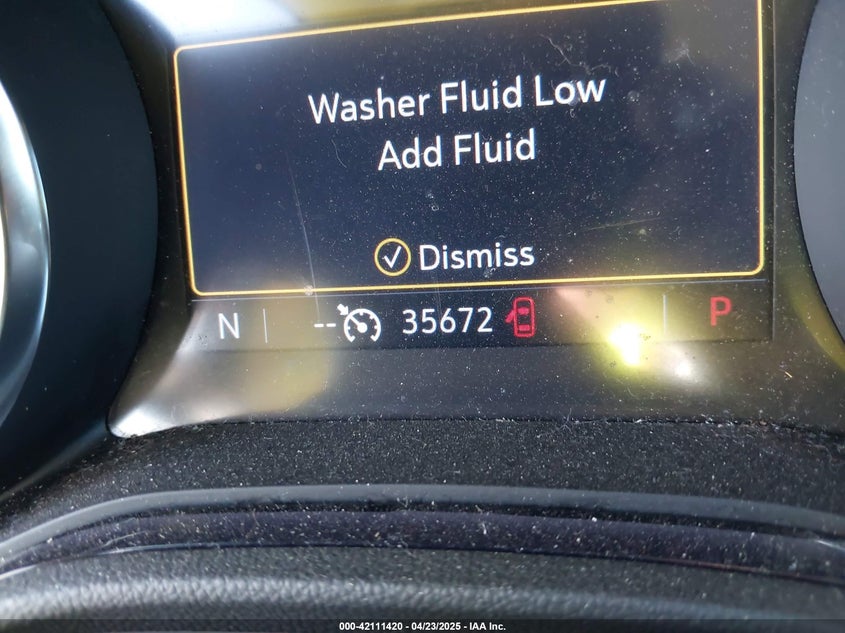 Washer Fluid Low
Add Fluid
Dismiss
N -- 35672 P
000-42111420 - 04/23/2025 - IAA Inc.